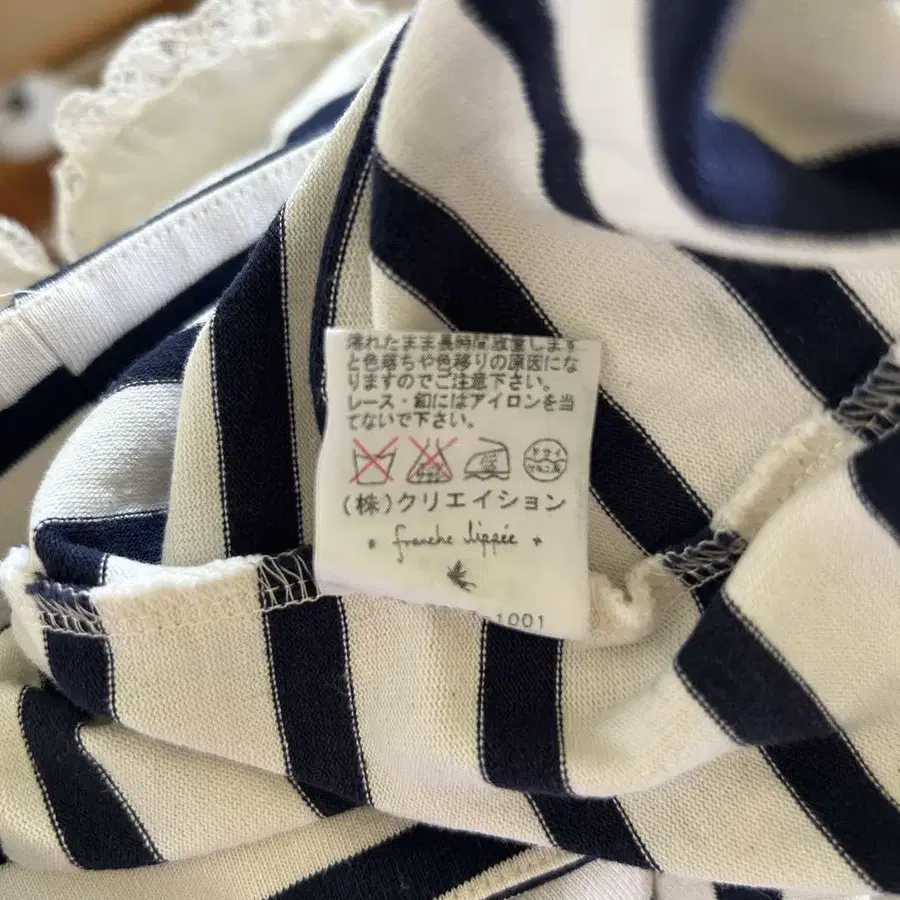 濡れたまま長時間放置します
と色落ちや色移りの原因にな
りますのでご注意下さい。
レース・釦にはアイロンを当
てないで下さい。
ドライ
(株)クリエイション
franche lippée
1001